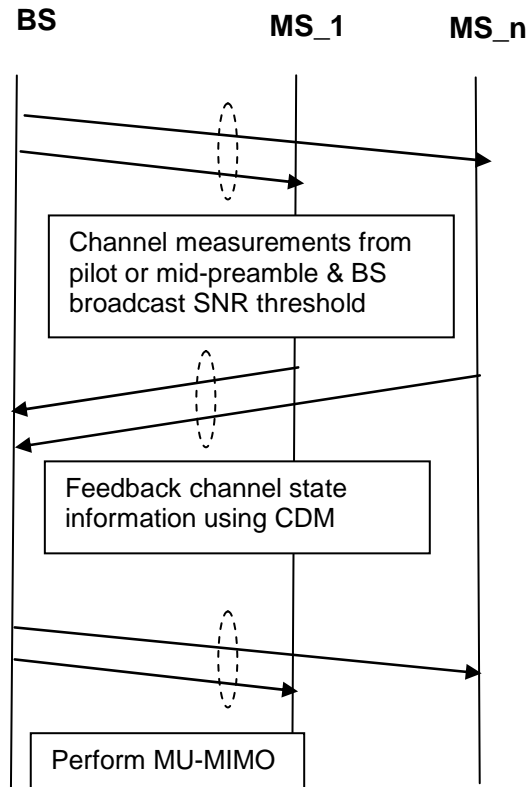 BS MS_1 MS_n
Channel measurements from
pilot or mid-preamble & BS
broadcast SNR threshold
Feedback channel state
information using CDM
Perform MU-MIMO